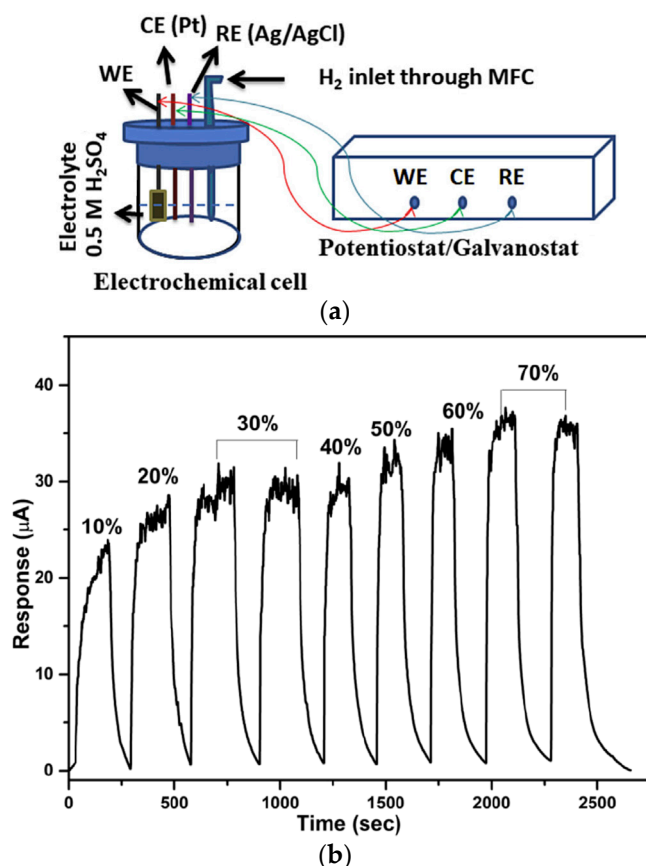 CE (Pt)
RE (Ag/AgCl)
WE
H2 inlet through MFC
Electrolyte
0.5 M H2SO4
WE CE RE
Potentiostat/Galvanostat
Electrochemical cell
(a)
70%
60%
50%
40%
30%
20%
10%
40
30
20
10
0
Response (μA)
0 500 1000 1500 2000 2500
Time (sec)
(b)